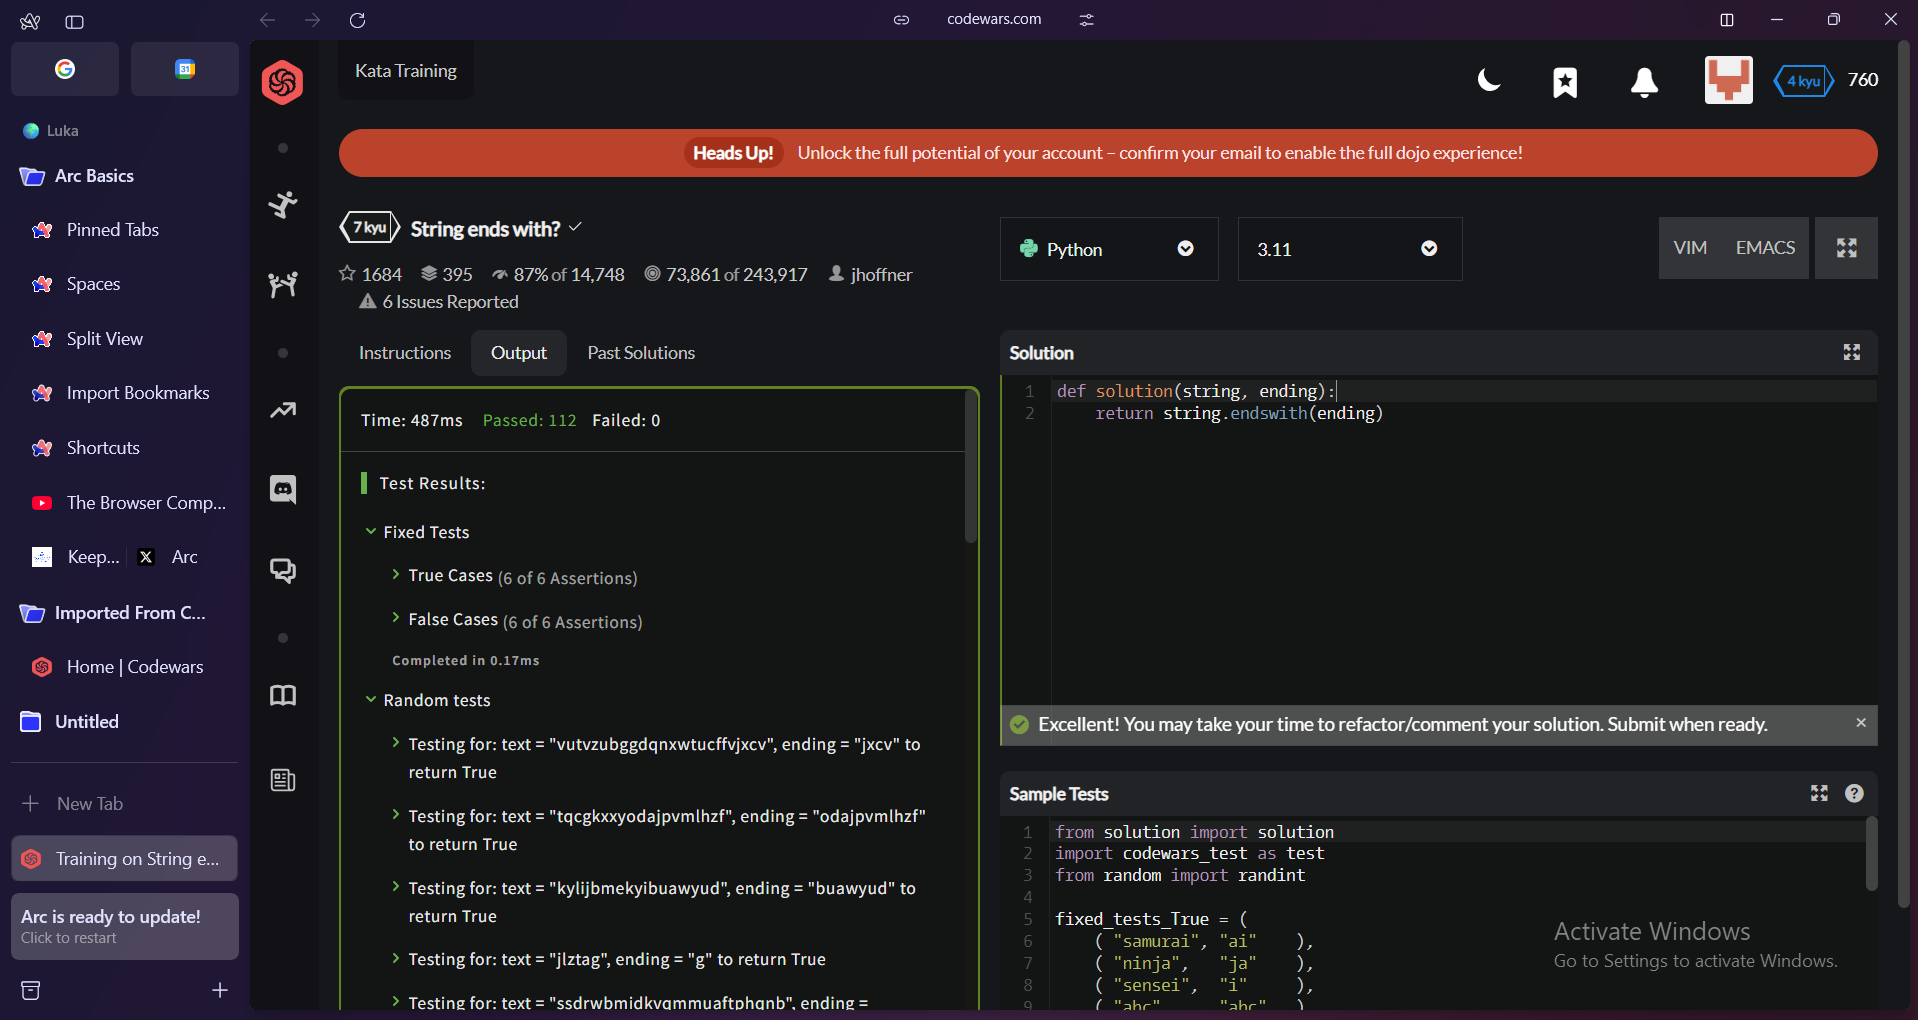 codewars.com
31
Luka
Arc Basics
Pinned Tabs
Spaces
Split View
Import Bookmarks
Shortcuts
The Browser Comp...
Keep...
X
Arc
Imported From C...
Home | Codewars
Untitled
New Tab
Training on String e...
Arc is ready to update!
Click to restart
Kata Training
4 kyu
760
Heads Up! Unlock the full potential of your account – confirm your email to enable the full dojo experience!
7 kyu
String ends with?
1684 395 87% of 14,748 73,861 of 243,917 jhoffner
6 Issues Reported
Python
3.11
VIM EMACS
Instructions Output Past Solutions
Time: 487ms Passed: 112 Failed: 0
Test Results:
Fixed Tests
True Cases (6 of 6 Assertions)
False Cases (6 of 6 Assertions)
Completed in 0.17ms
Random tests
Testing for: text = "vutvzubggdqnxwtucffvjxcv", ending = "jxcv" to
return True
Testing for: text = "tqcgkxxyodajpvmlhzf", ending = "odajpvmlhzf"
to return True
Testing for: text = "kylijbmekyibuawyud", ending = "buawyud" to
return True
Testing for: text = "jlztag", ending = "g" to return True
Testing for: text = "ssdrwbmidkvqmmuaftphqnb", ending =
Solution
1 def solution(string, ending):
2 return string.endswith(ending)
Excellent! You may take your time to refactor/comment your solution. Submit when ready.
Sample Tests
?
1 from solution import solution
2 import codewars_test as test
3 from random import randint
4
5 fixed_tests_True = (
6 ( "samurai", "ai" ),
7 ( "ninja", "ja" ),
8 ( "sensei", "i" ),
9 ( "abc" "abc" )
Activate Windows
Go to Settings to activate Windows.